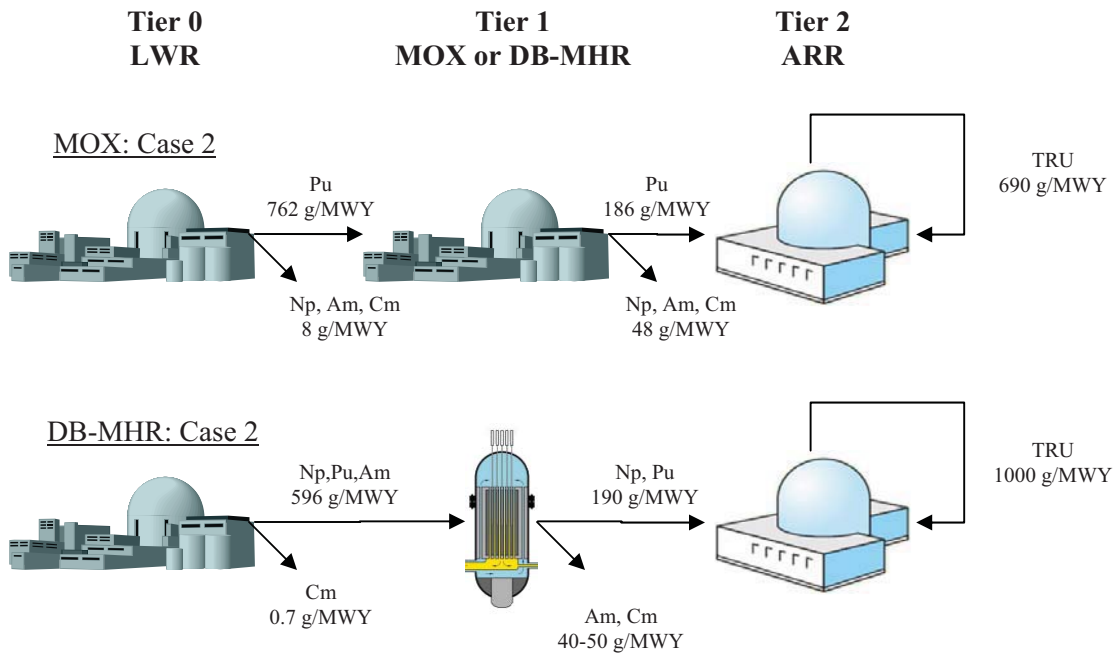 Tier 0
LWR
Tier 1
MOX or DB-MHR
Tier 2
ARR
MOX: Case 2
Pu
762 g/MWY
Np, Am, Cm
8 g/MWY
Pu
186 g/MWY
Np, Am, Cm
48 g/MWY
TRU
690 g/MWY
DB-MHR: Case 2
Np,Pu,Am
596 g/MWY
Cm
0.7 g/MWY
Np, Pu
190 g/MWY
Am, Cm
40-50 g/MWY
TRU
1000 g/MWY